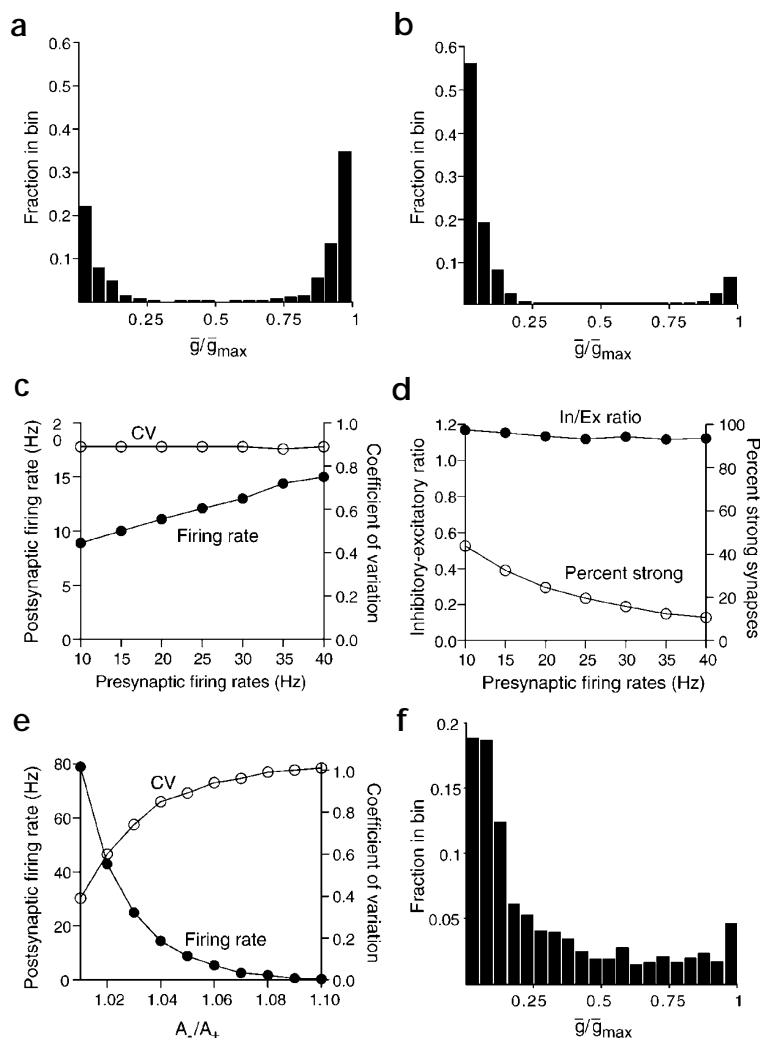 a
0.6
0.5
0.4
0.3
0.2
0.1
Fraction in bin
0.25
0.5
0.75
1
g̅/g̅max
b
0.6
0.5
0.4
0.3
0.2
0.1
Fraction in bin
0.25
0.5
0.75
1
g̅/g̅max
c
2
0
15
10
5
0
Postsynaptic firing rate (Hz)
CV
Firing rate
1.0
0.8
0.6
0.4
0.2
0.0
Coefficient of variation
10 15 20 25 30 35 40
Presynaptic firing rates (Hz)
d
1.2
1.0
0.8
0.6
0.4
0.2
0.0
Inhibitory-excitatory ratio
In/Ex ratio
Percent strong
100
80
60
40
20
0
Percent strong synapses
10 15 20 25 30 35 40
Presynaptic firing rates (Hz)
e
80
60
40
20
0
Postsynaptic firing rate (Hz)
CV
Firing rate
1.0
0.8
0.6
0.4
0.2
0.0
Coefficient of variation
1.02 1.04 1.06 1.08 1.10
A-/A+
f
0.2
0.15
0.1
0.05
Fraction in bin
0.25
0.5
0.75
1
g̅/g̅max